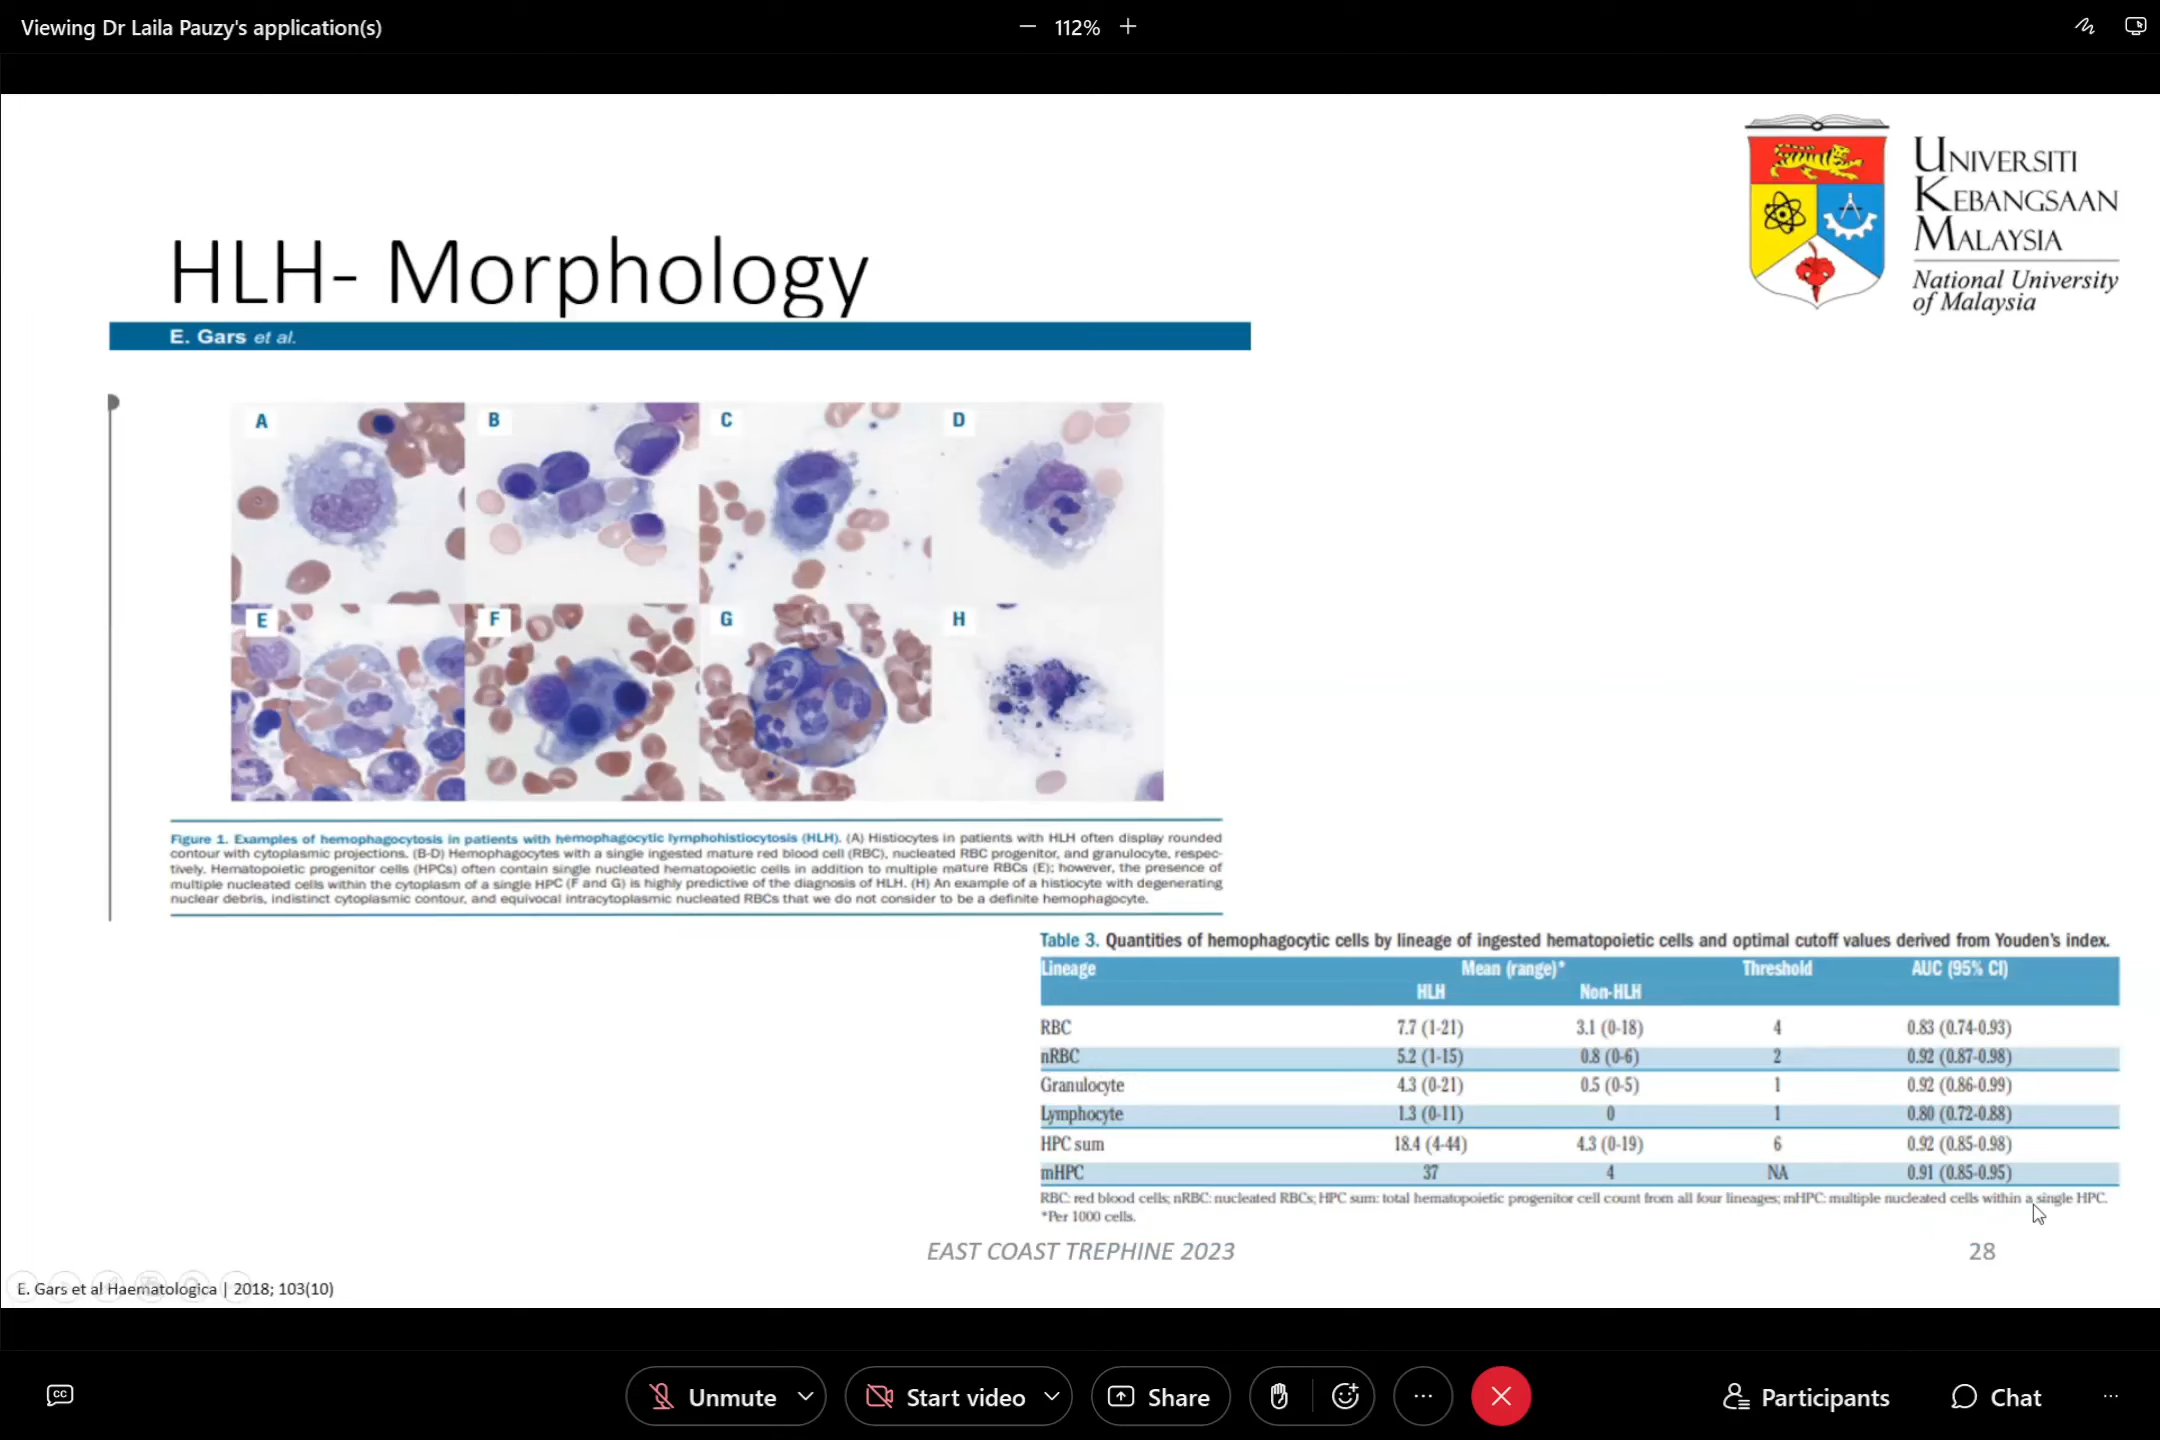 Viewing Dr Laila Pauzy's application(s)
112%
UNIVERSITI
KEBANGSAAN
MALAYSIA
National University
of Malaysia
HLH- Morphology
E. Gars et al.
A
B
C
D
E
F
G
H
Figure 1. Examples of hemophagocytosis in patients with hemophagocytic lymphohistiocytosis (HLH). (A) Histiocytes in patients with HLH often display rounded
contour with cytoplasmic projections. (B-D) Hemophagocytes with a single ingested mature red blood cell (RBC), nucleated RBC progenitor, and granulocyte, respec-
tively. Hematopoietic progenitor cells (HPCs) often contain single nucleated hematopoietic cells in addition to multiple mature RBCs (E); however, the presence of
multiple nucleated cells within the cytoplasm of a single HPC (F and G) is highly predictive of the diagnosis of HLH. (H) An example of a histiocyte with degenerating
nuclear debris, indistinct cytoplasmic contour, and equivocal intracytoplasmic nucleated RBCs that we do not consider to be a definite hemophagocyte.
Table 3. Quantities of hemophagocytic cells by lineage of ingested hematopoietic cells and optimal cutoff values derived from Youden's index.
Lineage Mean (range)* Threshold AUC (95% CI)
HLH Non-HLH
RBC 7.7 (1-21) 3.1 (0-18) 4 0.83 (0.74-0.93)
nRBC 5.2 (1-15) 0.8 (0-6) 2 0.92 (0.87-0.98)
Granulocyte 4.3 (0-21) 0.5 (0-5) 1 0.92 (0.86-0.99)
Lymphocyte 1.3 (0-11) 0 1 0.80 (0.72-0.88)
HPC sum 18.4 (4-44) 4.3 (0-19) 6 0.92 (0.85-0.98)
mHPC 37 4 NA 0.91 (0.85-0.95)
RBC: red blood cells; nRBC: nucleated RBCs; HPC sum: total hematopoietic progenitor cell count from all four lineages; mHPC: multiple nucleated cells within a single HPC.
*Per 1000 cells.
EAST COAST TREPHINE 2023
28
E. Gars et al Haematologica | 2018; 103(10)
CC
Unmute
Start video
Share
Participants
Chat